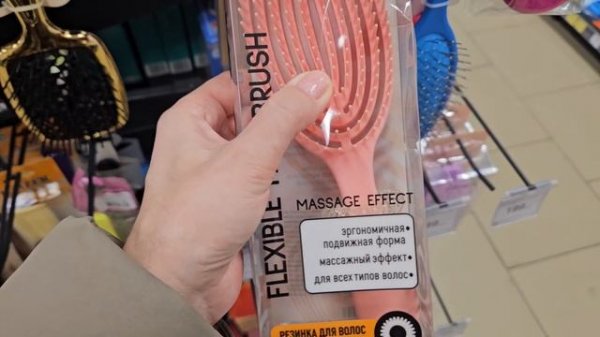 FLEXIBLE
BRUSH
MASSAGE EFFECT
эргономичная•
подвижная форма
массажный эффект•
для всех типов волос•
РЕЗИНКА ДЛЯ ВОЛОС